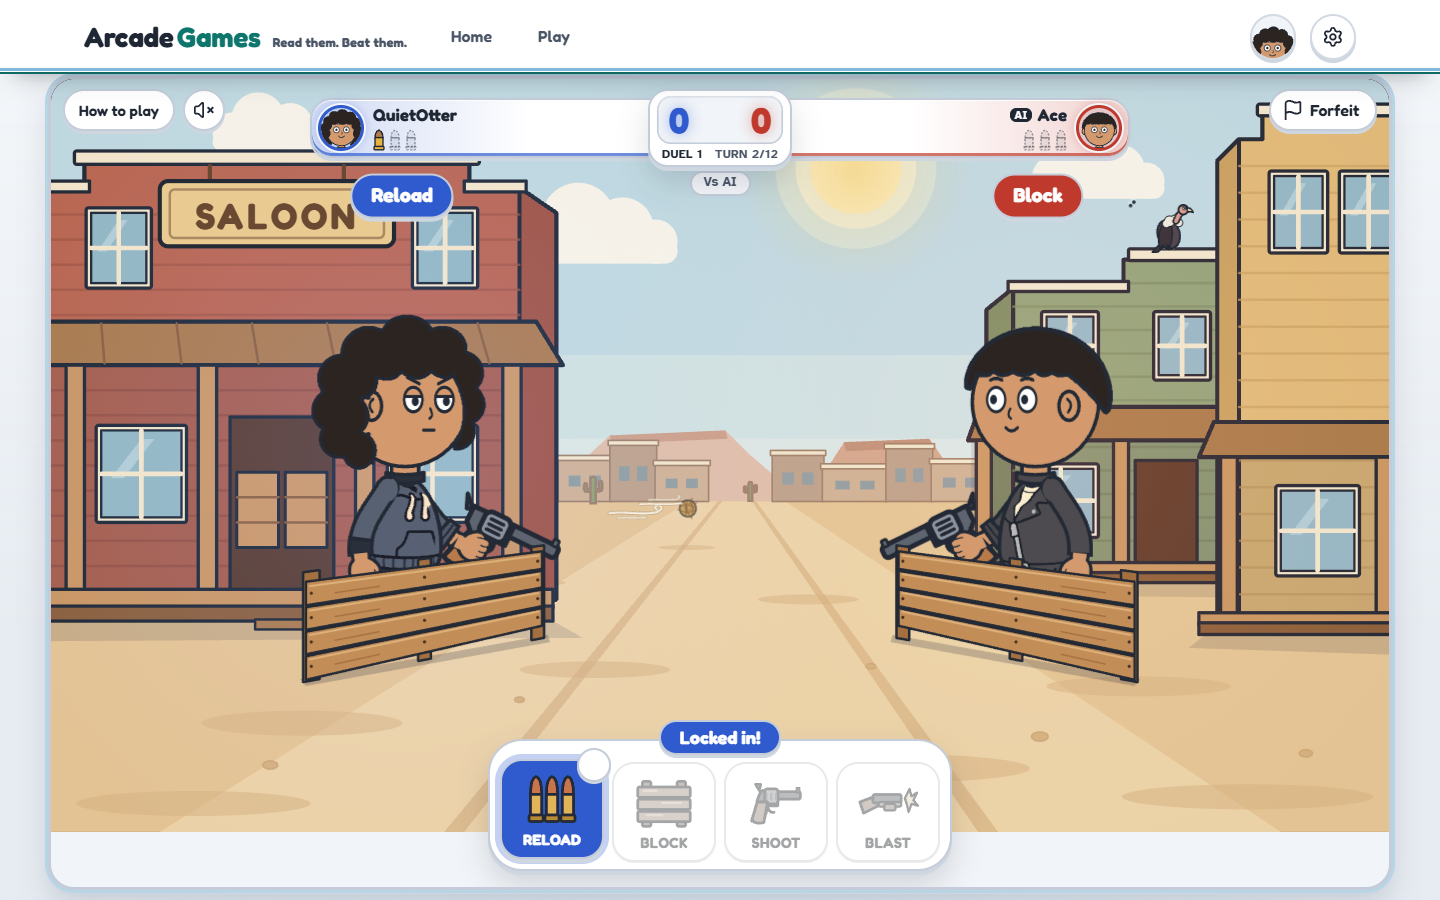 Arcade Games Read them. Beat them. Home Play
How to play
QuietOtter
0 0
AI Ace
Forfeit
DUEL 1 TURN 2/12
Vs AI
Reload
Block
SALOON
Locked in!
RELOAD
BLOCK
SHOOT
BLAST